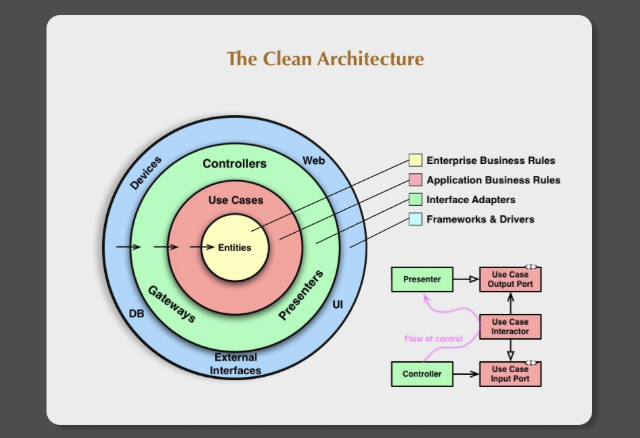 The Clean Architecture
Devices
Controllers
Web
Use Cases
Entities
Gateways
Presenters
DB
UI
External
Interfaces
Enterprise Business Rules
Application Business Rules
Interface Adapters
Frameworks & Drivers
Presenter
Use Case
Output Port
Use Case
Interactor
Flow of control
Controller
Use Case
Input Port